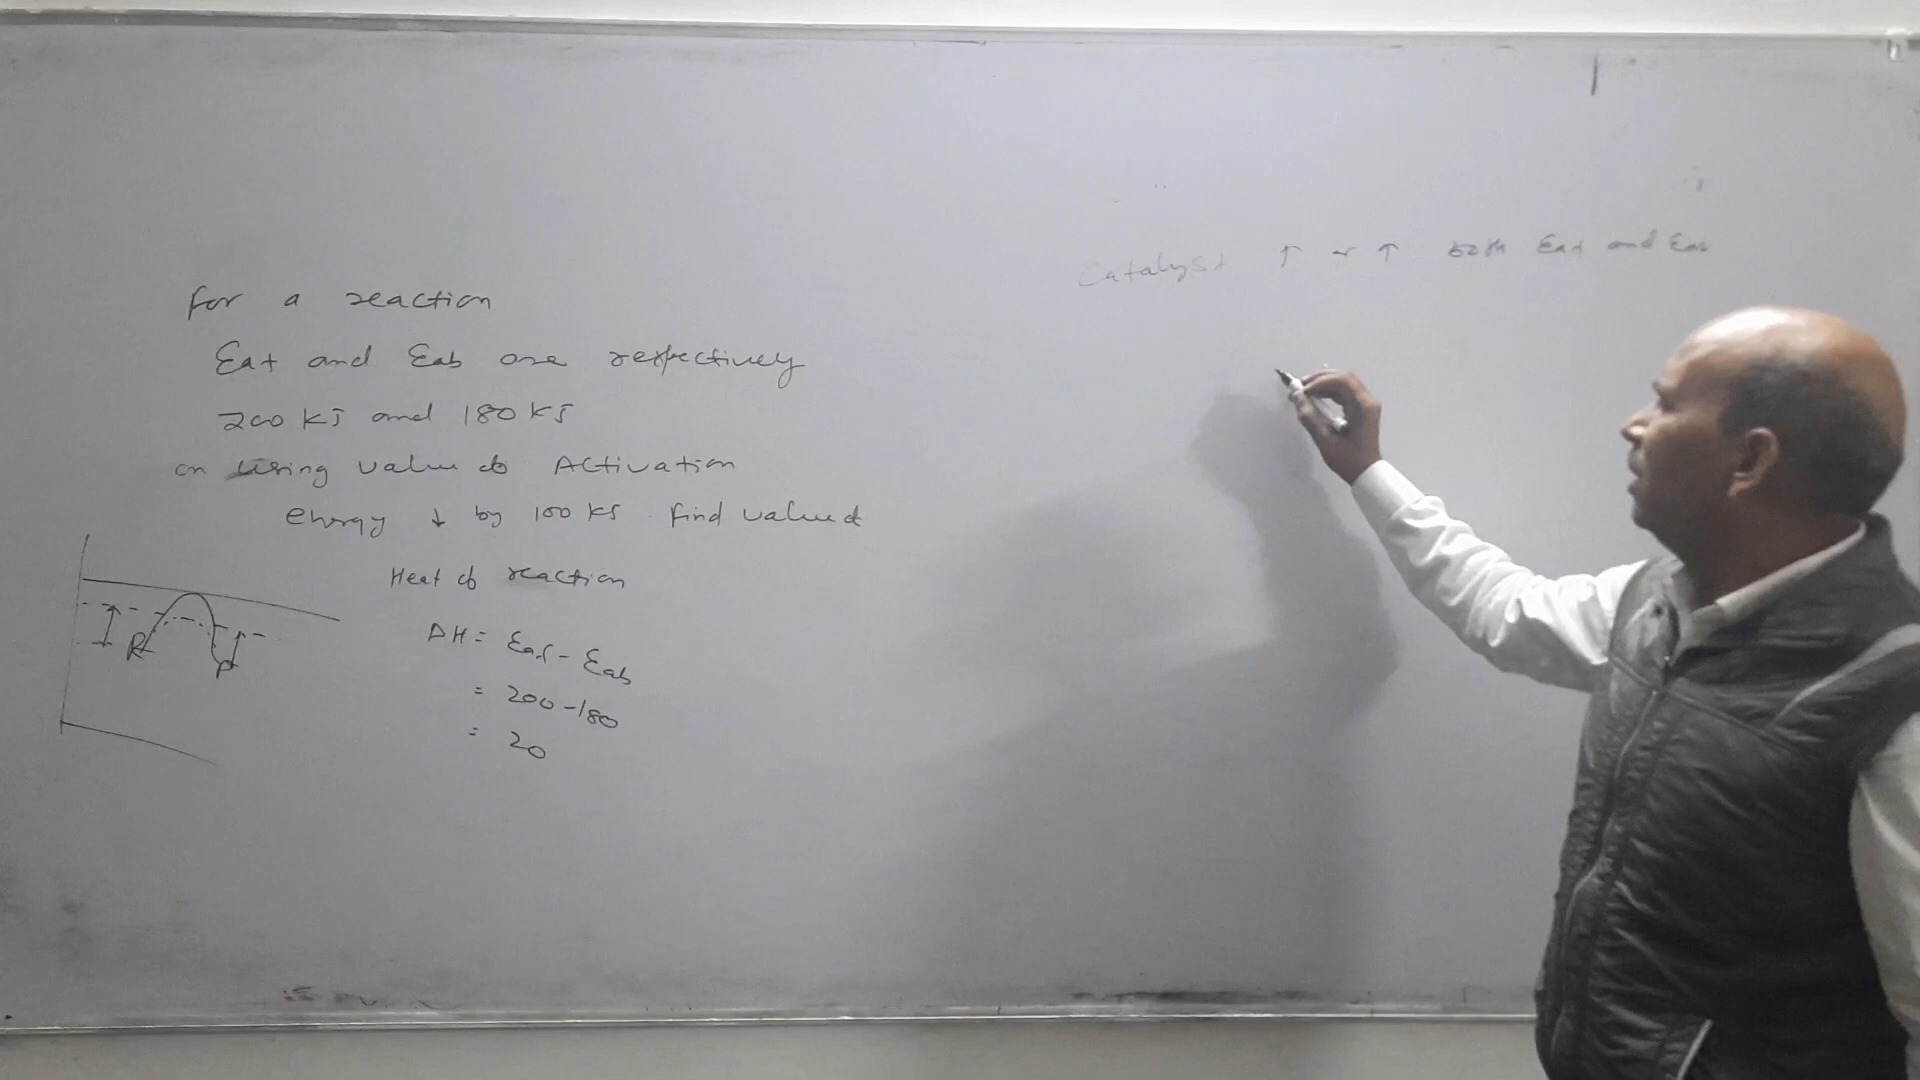 for a reaction
Eaf and Eab are respectively
200 KJ and 180 KJ
on using value of Activation
energy ↓ by 100 KJ find value of
Heat of reaction
ΔH = Eaf - Eab
= 200 - 180
= 20
R
P
Catalyst ↑ or ↑ both Eaf and Eab